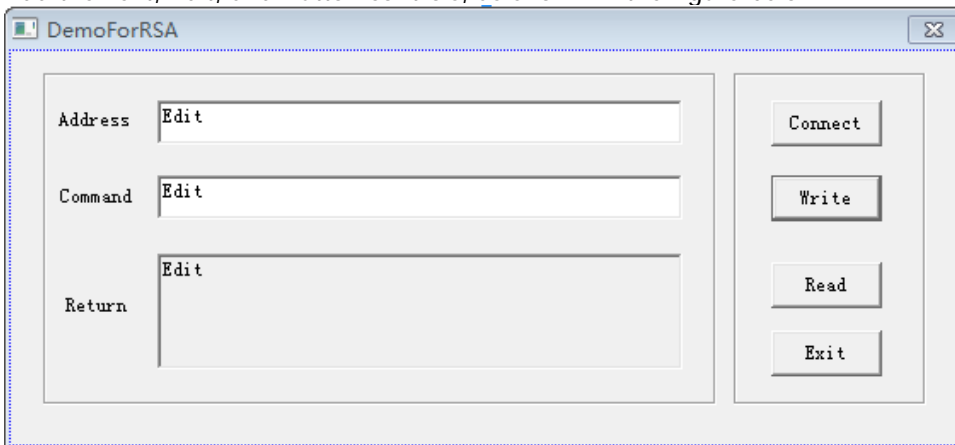 DemoForRSA
Address
Edit
Connect
Command
Edit
Write
Edit
Return
Read
Exit